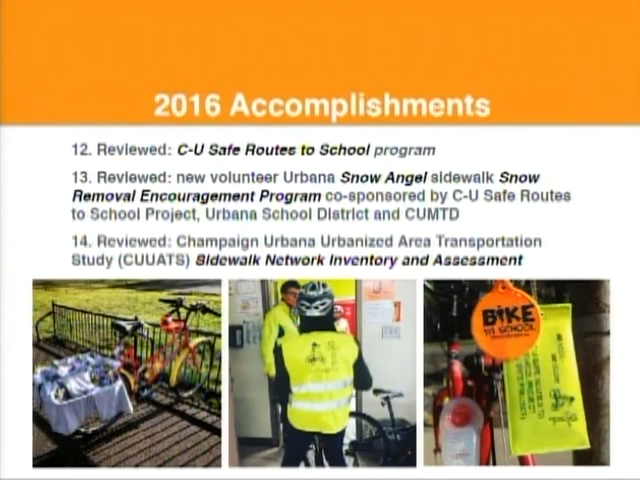 2016 Accomplishments
12. Reviewed: C-U Safe Routes to School program
13. Reviewed: new volunteer Urbana Snow Angel sidewalk Snow
Removal Encouragement Program co-sponsored by C-U Safe Routes
to School Project, Urbana School District and CUMTD
14. Reviewed: Champaign Urbana Urbanized Area Transportation
Study (CUUATS) Sidewalk Network Inventory and Assessment
BIKE
TO SCHOOL